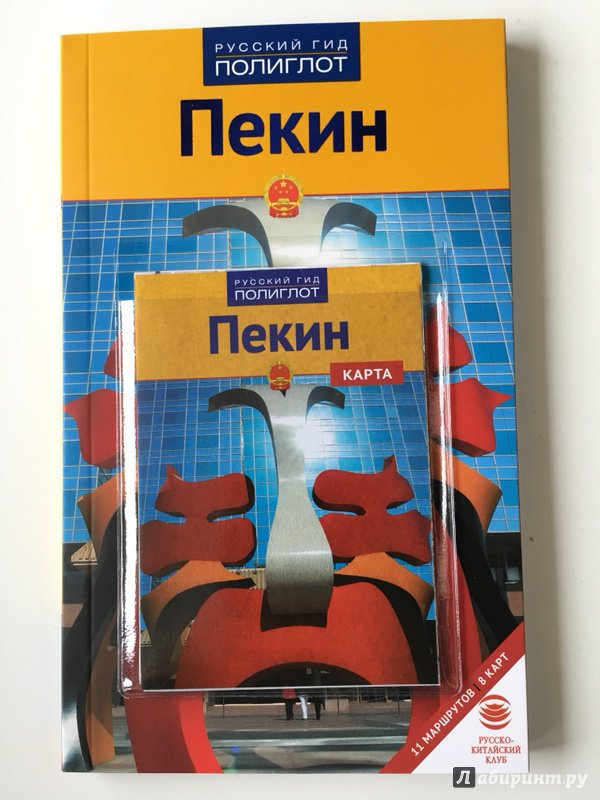 РУССКИЙ ГИД
ПОЛИГЛОТ
Пекин
РУССКИЙ ГИД
ПОЛИГЛОТ
Пекин
КАРТА
11 МАРШРУТОВ | 8 КАРТ
РУССКО-
КИТАЙСКИЙ
КЛУБ
Лабиринт.ру